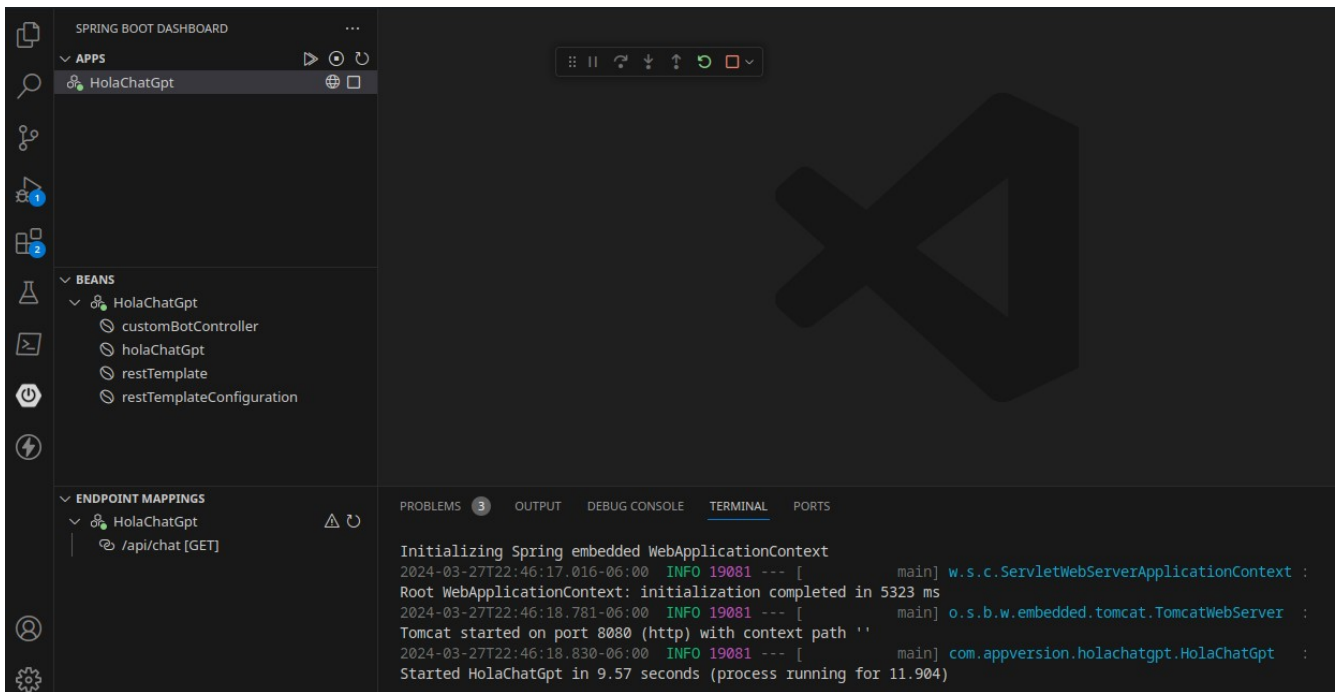 SPRING BOOT DASHBOARD
APPS
HolaChatGpt
BEANS
HolaChatGpt
customBotController
holaChatGpt
restTemplate
restTemplateConfiguration
ENDPOINT MAPPINGS
HolaChatGpt
/api/chat [GET]
1
2
PROBLEMS 3 OUTPUT DEBUG CONSOLE TERMINAL PORTS
Initializing Spring embedded WebApplicationContext
2024-03-27T22:46:17.016-06:00 INFO 19081 --- [ main] w.s.c.ServletWebServerApplicationContext :
Root WebApplicationContext: initialization completed in 5323 ms
2024-03-27T22:46:18.781-06:00 INFO 19081 --- [ main] o.s.b.w.embedded.tomcat.TomcatWebServer :
Tomcat started on port 8080 (http) with context path ''
2024-03-27T22:46:18.830-06:00 INFO 19081 --- [ main] com.appversion.holachatgpt.HolaChatGpt :
Started HolaChatGpt in 9.57 seconds (process running for 11.904)